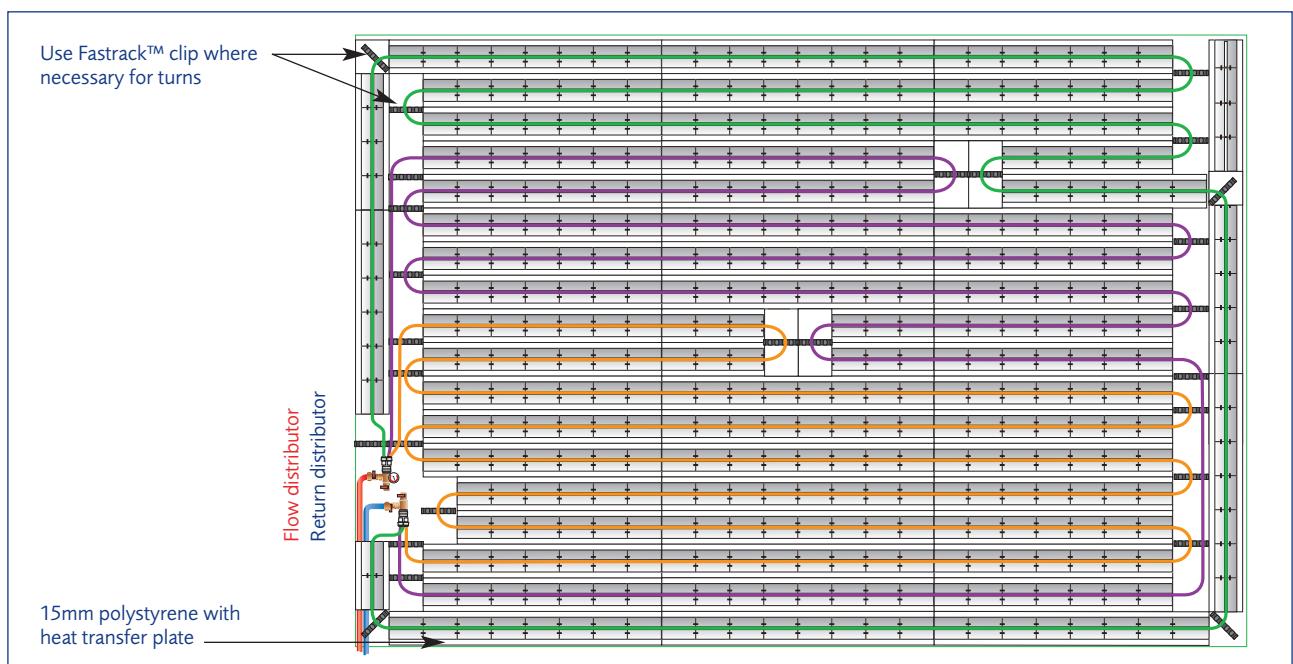 Use Fastrack™ clip where
necessary for turns
Flow distributor
Return distributor
15mm polystyrene with
heat transfer plate